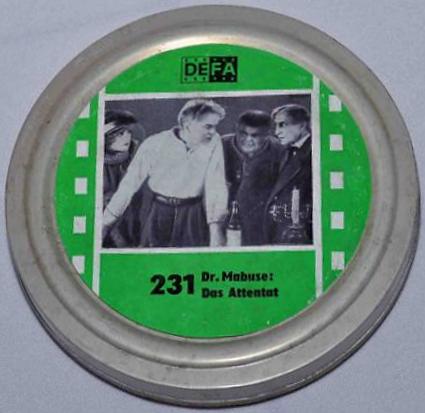 DEFA
231 Dr. Mabuse:
Das Attentat